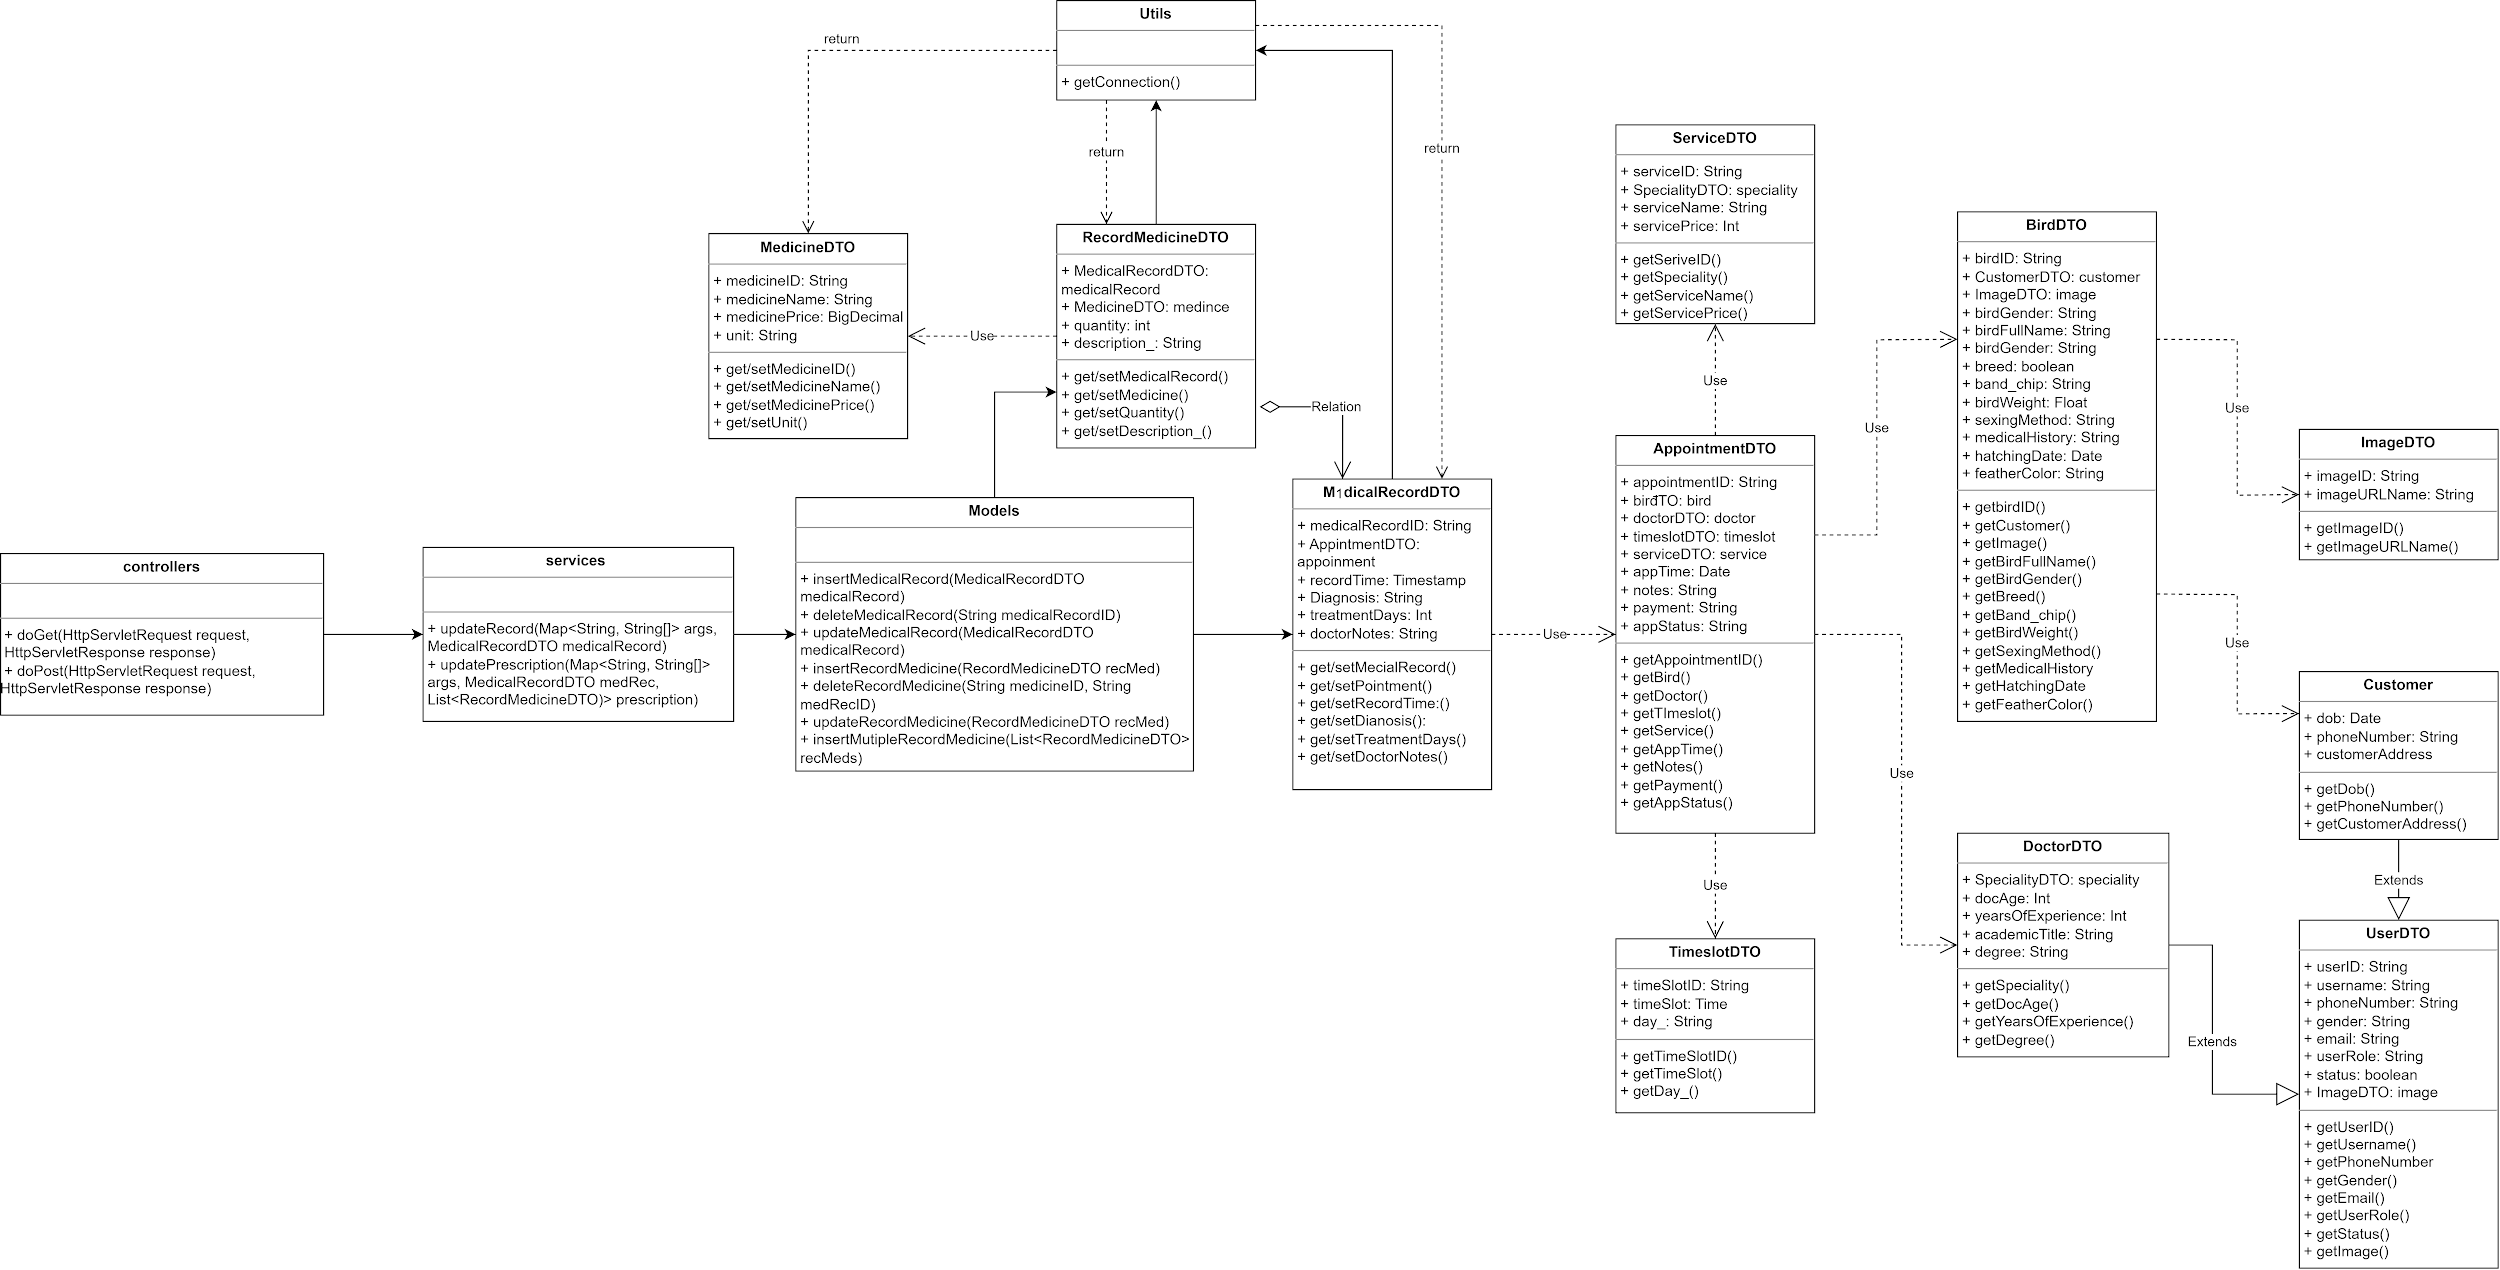 Utils
+ getConnection()
return
return
return
MedicineDTO
+ medicineID: String
+ medicineName: String
+ medicinePrice: BigDecimal
+ unit: String
+ get/setMedicineID()
+ get/setMedicineName()
+ get/setMedicinePrice()
+ get/setUnit()
Use
RecordMedicineDTO
+ MedicalRecordDTO:
medicalRecord
+ MedicineDTO: medince
+ quantity: int
+ description_: String
+ get/setMedicalRecord()
+ get/setMedicine()
+ get/setQuantity()
+ get/setDescription_()
Relation
1
controllers
+ doGet(HttpServletRequest request,
HttpServletResponse response)
+ doPost(HttpServletRequest request,
HttpServletResponse response)
services
+ updateRecord(Map<String, String[]> args,
MedicalRecordDTO medicalRecord)
+ updatePrescription(Map<String, String[]>
args, MedicalRecordDTO medRec,
List<RecordMedicineDTO)> prescription)
Models
+ insertMedicalRecord(MedicalRecordDTO
medicalRecord)
+ deleteMedicalRecord(String medicalRecordID)
+ updateMedicalRecord(MedicalRecordDTO
medicalRecord)
+ insertRecordMedicine(RecordMedicineDTO recMed)
+ deleteRecordMedicine(String medicineID, String
medRecID)
+ updateRecordMedicine(RecordMedicineDTO recMed)
+ insertMutipleRecordMedicine(List<RecordMedicineDTO>
recMeds)
MedicalRecordDTO
+ medicalRecordID: String
+ AppintmentDTO:
appoinment
+ recordTime: Timestamp
+ Diagnosis: String
+ treatmentDays: Int
+ doctorNotes: String
+ get/setMecialRecord()
+ get/setPointment()
+ get/setRecordTime:()
+ get/setDianosis():
+ get/setTreatmentDays()
+ get/setDoctorNotes()
Use
ServiceDTO
+ serviceID: String
+ SpecialityDTO: speciality
+ serviceName: String
+ servicePrice: Int
+ getSeriveID()
+ getSpeciality()
+ getServiceName()
+ getServicePrice()
Use
AppointmentDTO
+ appointmentID: String
+ birđTO: bird
+ doctorDTO: doctor
+ timeslotDTO: timeslot
+ serviceDTO: service
+ appTime: Date
+ notes: String
+ payment: String
+ appStatus: String
+ getAppointmentID()
+ getBird()
+ getDoctor()
+ getTImeslot()
+ getService()
+ getAppTime()
+ getNotes()
+ getPayment()
+ getAppStatus()
Use
TimeslotDTO
+ timeSlotID: String
+ timeSlot: Time
+ day_: String
+ getTimeSlotID()
+ getTimeSlot()
+ getDay_()
Use
Use
BirdDTO
+ birdID: String
+ CustomerDTO: customer
+ ImageDTO: image
+ birdGender: String
+ birdFullName: String
+ birdGender: String
+ breed: boolean
+ band_chip: String
+ birdWeight: Float
+ sexingMethod: String
+ medicalHistory: String
+ hatchingDate: Date
+ featherColor: String
+ getbirdID()
+ getCustomer()
+ getImage()
+ getBirdFullName()
+ getBirdGender()
+ getBreed()
+ getBand_chip()
+ getBirdWeight()
+ getSexingMethod()
+ getMedicalHistory
+ getHatchingDate
+ getFeatherColor()
DoctorDTO
+ SpecialityDTO: speciality
+ docAge: Int
+ yearsOfExperience: Int
+ academicTitle: String
+ degree: String
+ getSpeciality()
+ getDocAge()
+ getYearsOfExperience()
+ getDegree()
Use
Use
Extends
ImageDTO
+ imageID: String
+ imageURLName: String
+ getImageID()
+ getImageURLName()
Customer
+ dob: Date
+ phoneNumber: String
+ customerAddress
+ getDob()
+ getPhoneNumber()
+ getCustomerAddress()
Extends
UserDTO
+ userID: String
+ username: String
+ phoneNumber: String
+ gender: String
+ email: String
+ userRole: String
+ status: boolean
+ ImageDTO: image
+ getUserID()
+ getUsername()
+ getPhoneNumber
+ getGender()
+ getEmail()
+ getUserRole()
+ getStatus()
+ getImage()